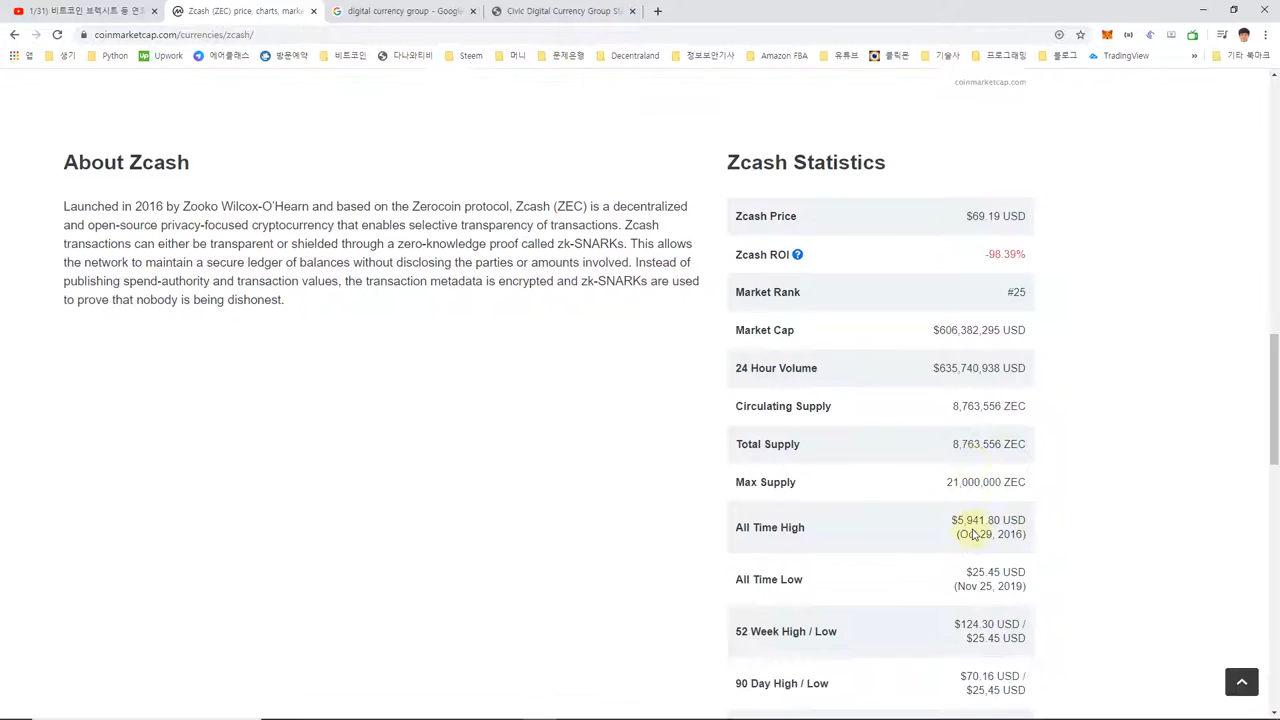 1/31) 비트코인 브렉시트 등 연
Zcash (ZEC) price, charts, marke
digital currency group - Google
Civic Digital Currency Group Sta
coinmarketcap.com/currencies/zcash/
앱
생기
Python
Upwork
에어클래스
방문예약
비트코인
다나와티비
Steem
머니
문제은행
Decentraland
정보보안기사
Amazon FBA
유튜브
클릭몬
기술사
프로그래밍
블로그
TradingView
»
기타 북마크
coinmarketcap.com
About Zcash
Launched in 2016 by Zooko Wilcox-O'Hearn and based on the Zerocoin protocol, Zcash (ZEC) is a decentralized
and open-source privacy-focused cryptocurrency that enables selective transparency of transactions. Zcash
transactions can either be transparent or shielded through a zero-knowledge proof called zk-SNARKs. This allows
the network to maintain a secure ledger of balances without disclosing the parties or amounts involved. Instead of
publishing spend-authority and transaction values, the transaction metadata is encrypted and zk-SNARKs are used
to prove that nobody is being dishonest.
Zcash Statistics
Zcash Price $69.19 USD
Zcash ROI ? -98.39%
Market Rank #25
Market Cap $606,382,295 USD
24 Hour Volume $635,740,938 USD
Circulating Supply 8,763,556 ZEC
Total Supply 8,763,556 ZEC
Max Supply 21,000,000 ZEC
All Time High $5,941.80 USD
(Oct 29, 2016)
All Time Low $25.45 USD
(Nov 25, 2019)
52 Week High / Low $124.30 USD /
$25.45 USD
90 Day High / Low $70.16 USD /
$25.45 USD